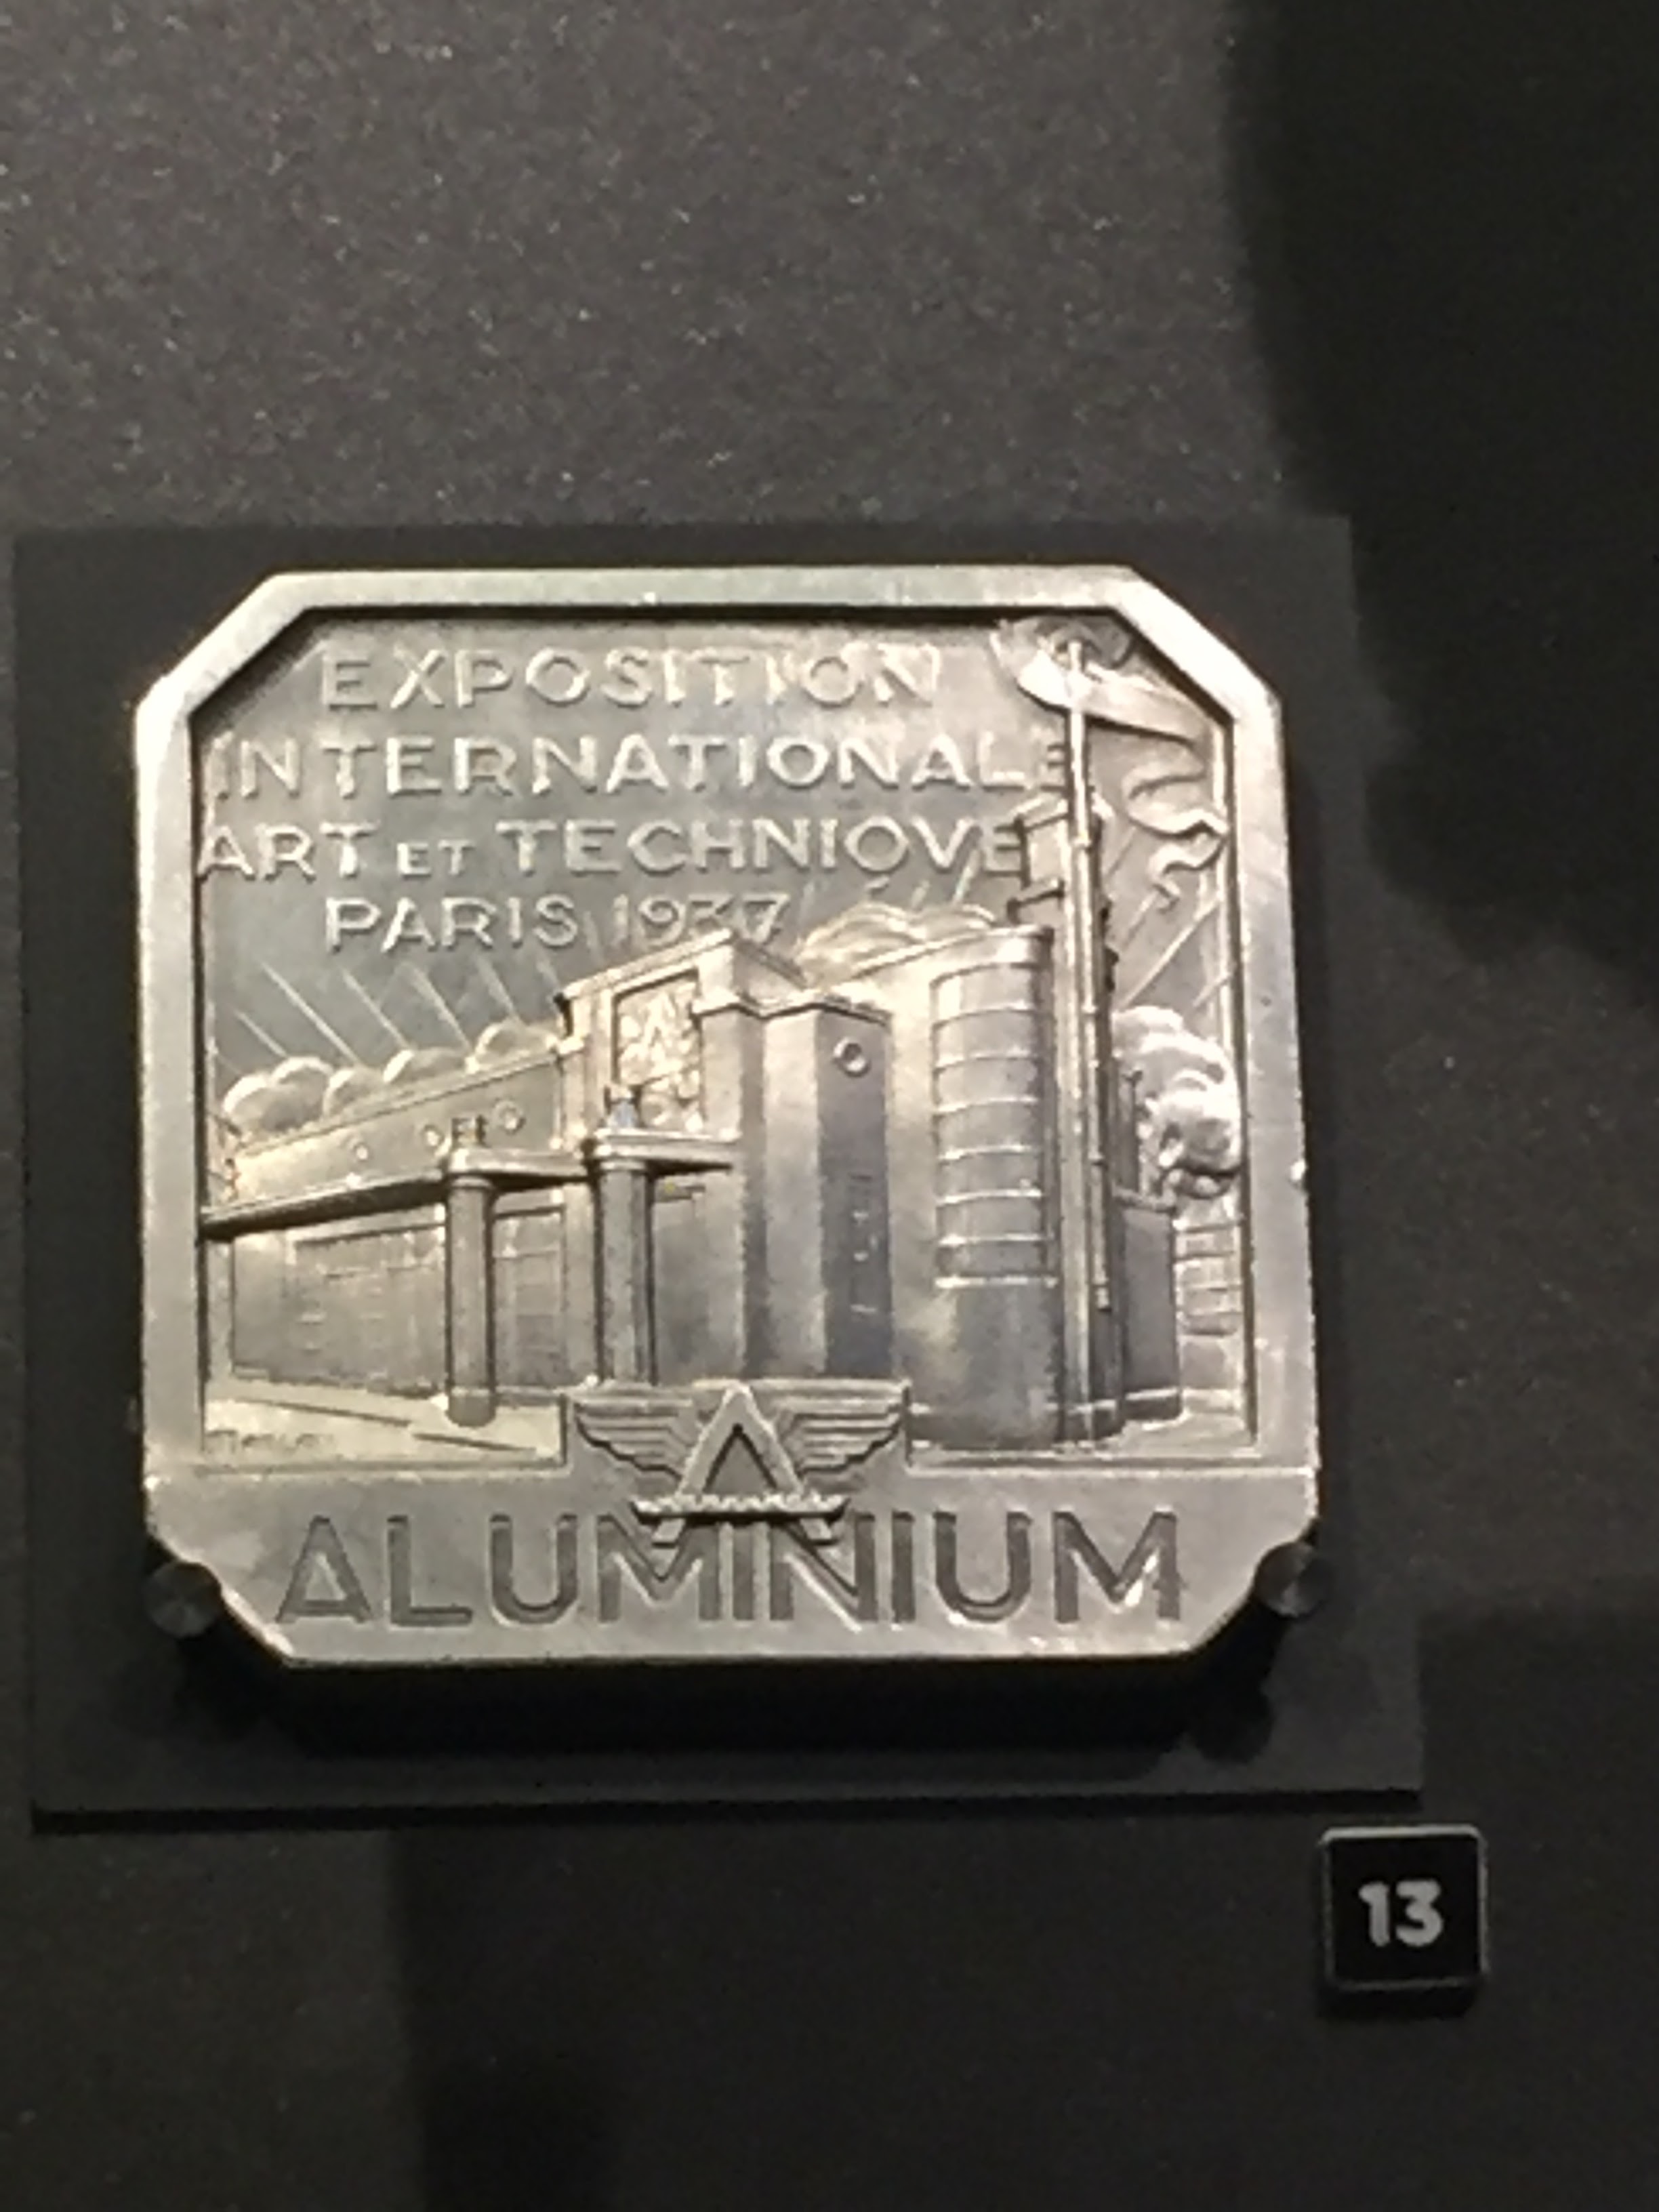 EXPOSITION
INTERNATIONALE
ART ET TECHNIQVE
PARIS 1937
ALUMINIUM
13